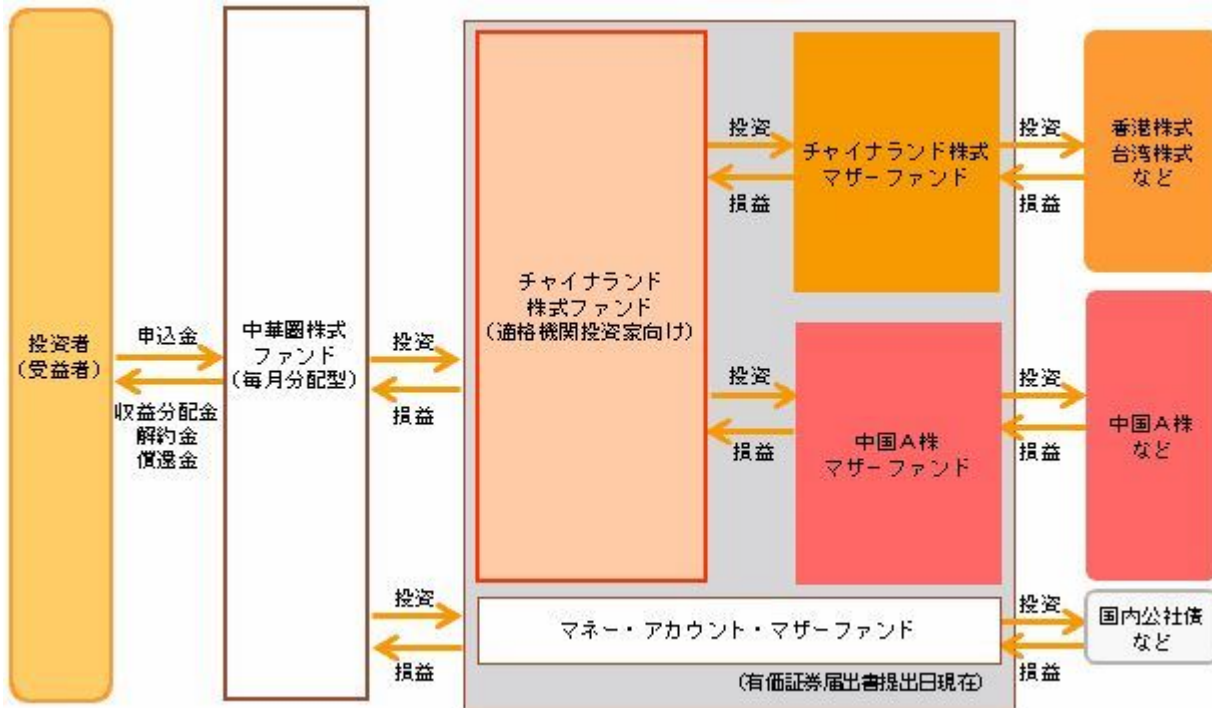 投資者
(受益者)
申込金
収益分配金
解約金
償還金
中華圏株式
ファンド
(毎月分配型)
投資
損益
投資
損益
チャイナランド
株式ファンド
(適格機関投資家向け)
投資
損益
チャイナランド株式
マザーファンド
投資
損益
香港株式
台湾株式
など
投資
損益
中国A株
マザーファンド
投資
損益
中国A株
など
マネー・アカウント・マザーファンド
投資
損益
国内公社債
など
(有価証券届出書提出日現在)